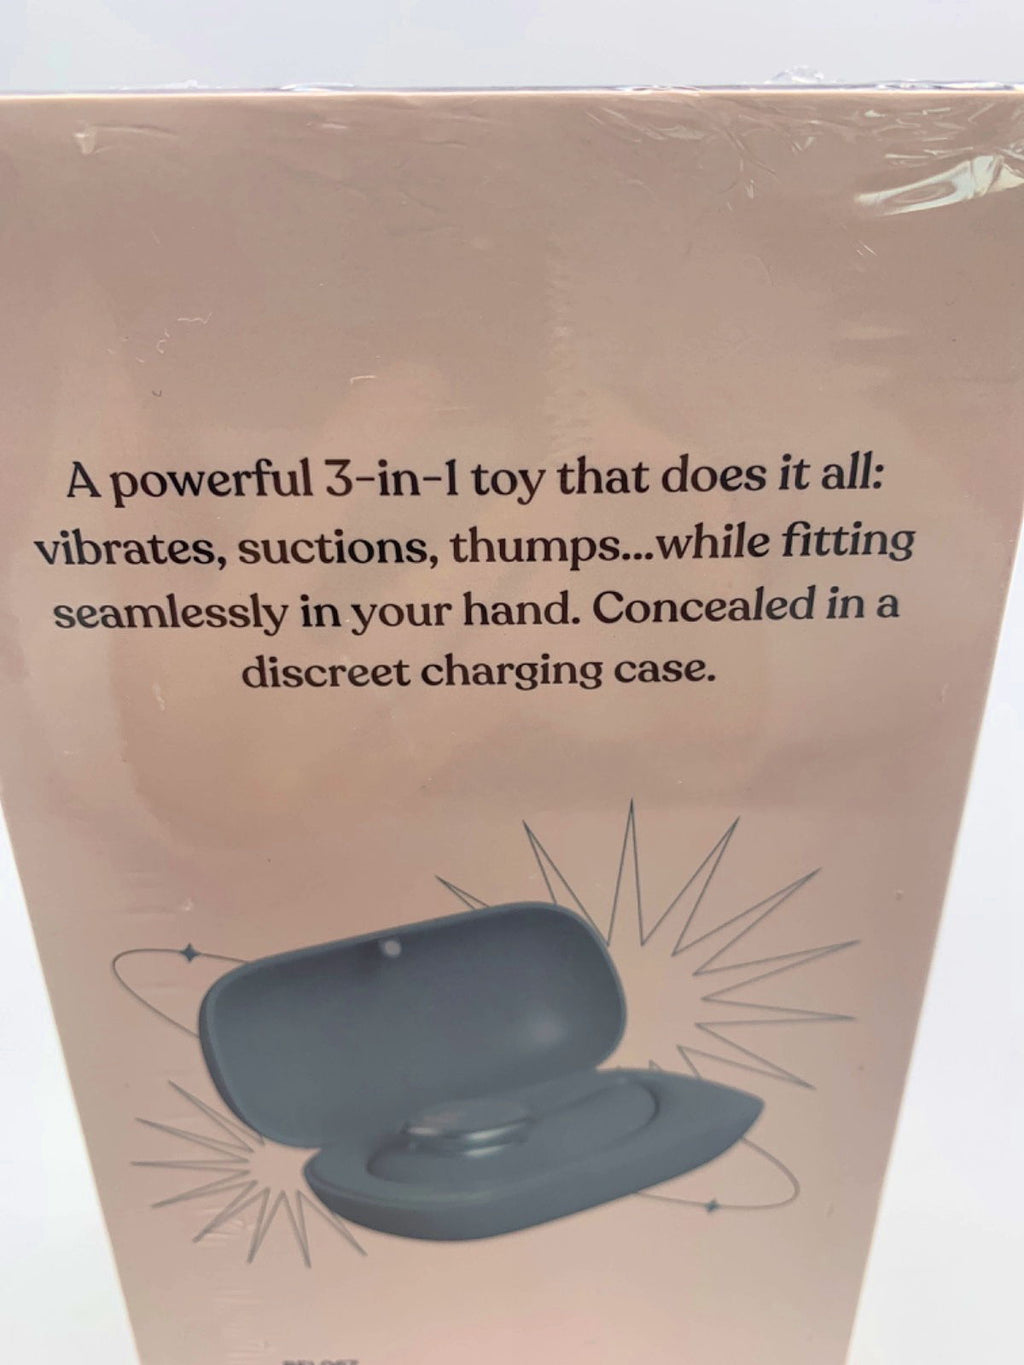 A powerful 3-in-1 toy that does it all:
vibrates, suctions, thumps...while fitting
seamlessly in your hand. Concealed in a
discreet charging case.